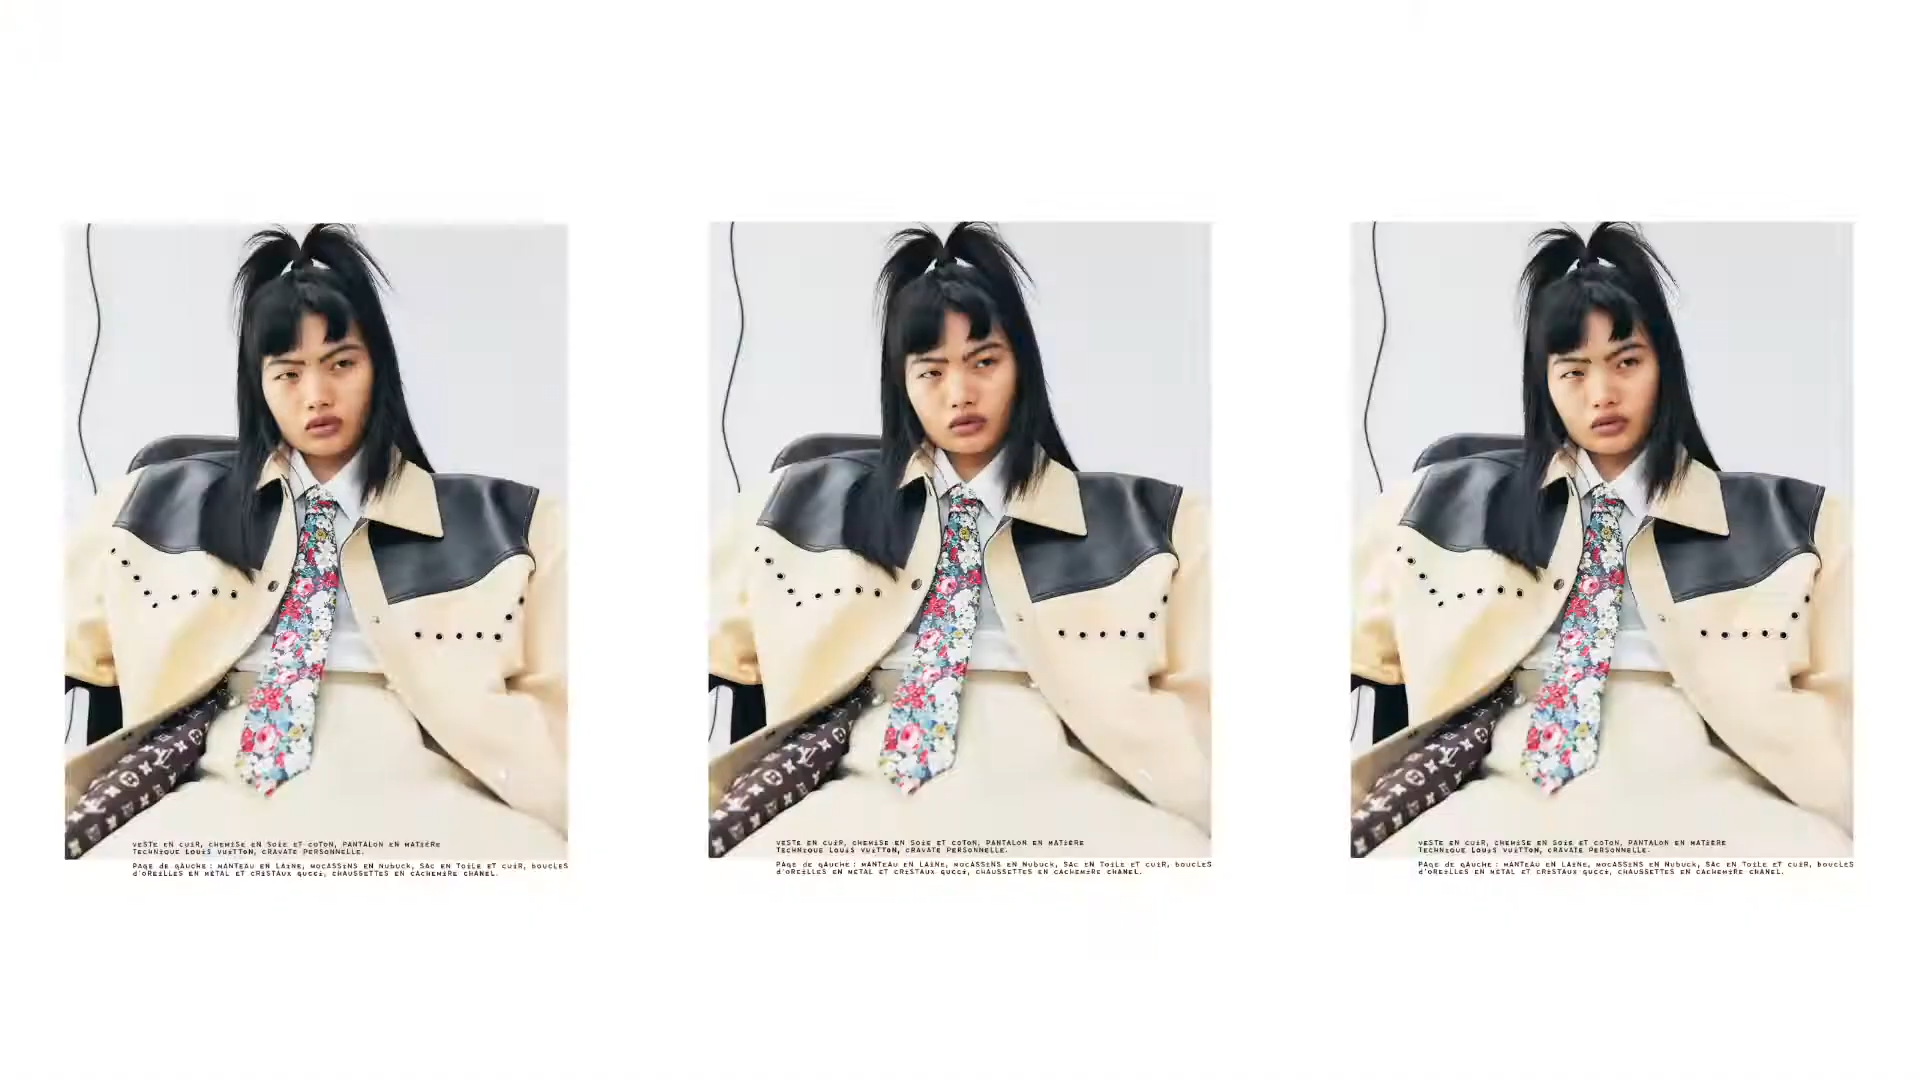 VESTE EN CUiR, CHEMiSE EN SOiE ET COTON, PANTALON EN MATiÈRE
TECHNiQUE LOUiS VUiTTON, CRAVATE PERSONNELLE.
PAGE DE GAUCHE : MANTEAU EN LAiNE, MOCASSiNS EN NUBUCK, SAC EN TOiLE ET CUiR, BOUCLES
D'OREiLLES EN MÉTAL ET CRiSTAUX GUCCi, CHAUSSETTES EN CACHEMiRE CHANEL.
VESTE EN CUiR, CHEMiSE EN SOiE ET COTON, PANTALON EN MATiÈRE
TECHNiQUE LOUiS VUiTTON, CRAVATE PERSONNELLE.
PAGE DE GAUCHE : MANTEAU EN LAiNE, MOCASSiNS EN NUBUCK, SAC EN TOiLE ET CUiR, BOUCLES
D'OREiLLES EN MÉTAL ET CRiSTAUX GUCCi, CHAUSSETTES EN CACHEMiRE CHANEL.
VESTE EN CUiR, CHEMiSE EN SOiE ET COTON, PANTALON EN MATiÈRE
TECHNiQUE LOUiS VUiTTON, CRAVATE PERSONNELLE.
PAGE DE GAUCHE : MANTEAU EN LAiNE, MOCASSiNS EN NUBUCK, SAC EN TOiLE ET CUiR, BOUCLES
D'OREiLLES EN MÉTAL ET CRiSTAUX GUCCi, CHAUSSETTES EN CACHEMiRE CHANEL.